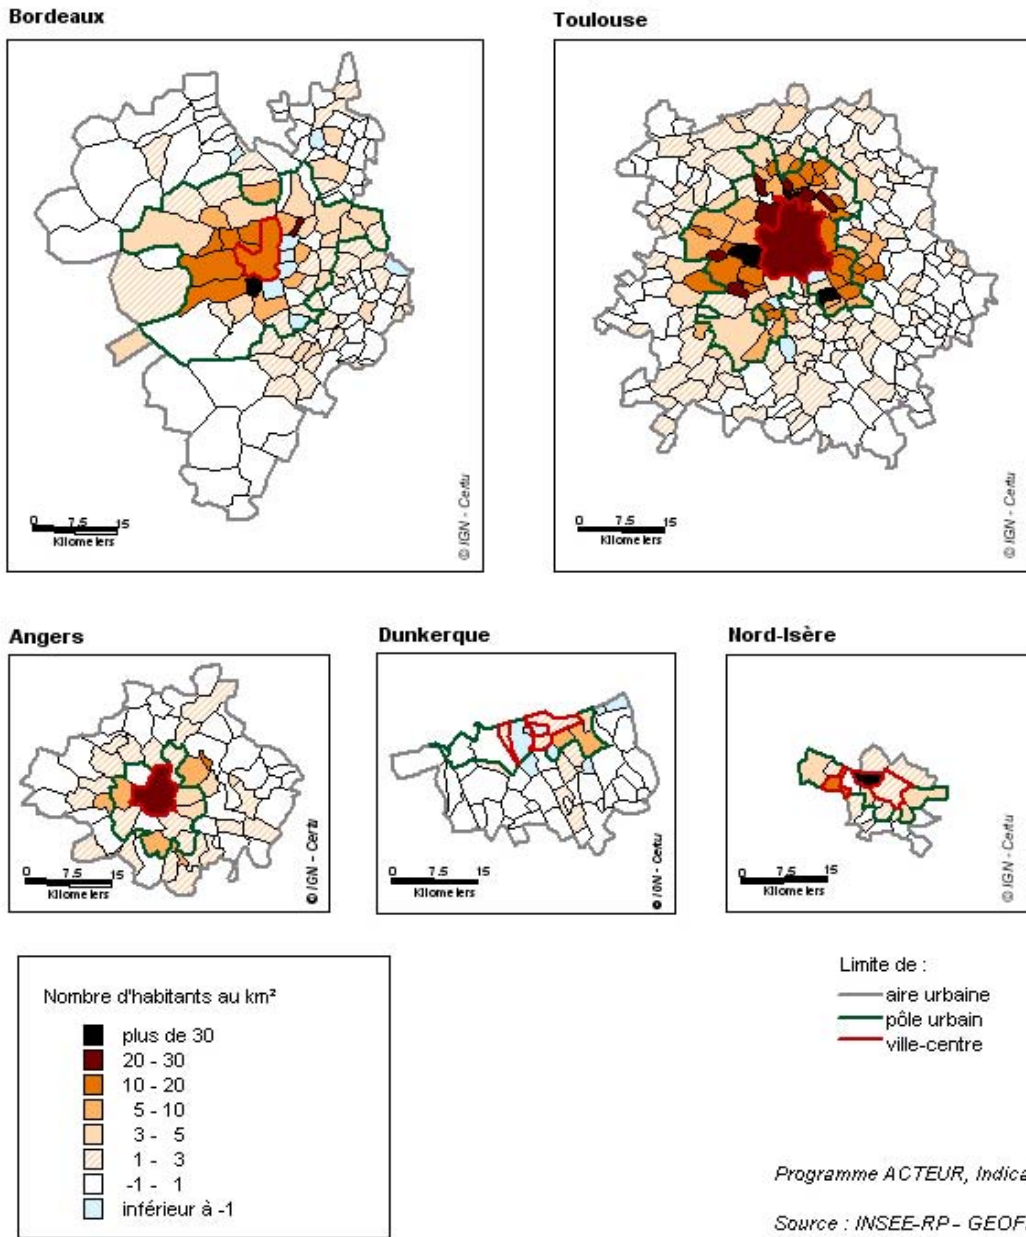 Bordeaux
Toulouse
0 7.5 15
Kilometers
© IGN - Certu
0 7.5 15
Kilometers
© IGN - Certu
Angers
Dunkerque
Nord-Isère
0 7.5 15
Kilometers
© IGN - Certu
0 7.5 15
Kilometers
© IGN - Certu
0 7.5 15
Kilometers
© IGN - Certu
Nombre d'habitants au km²
plus de 30
20 - 30
10 - 20
5 - 10
3 - 5
1 - 3
-1 - 1
inférieur à -1
Limite de :
aire urbaine
pôle urbain
ville-centre
Programme ACTEUR, Indica
Source : INSEE-RP - GEOF